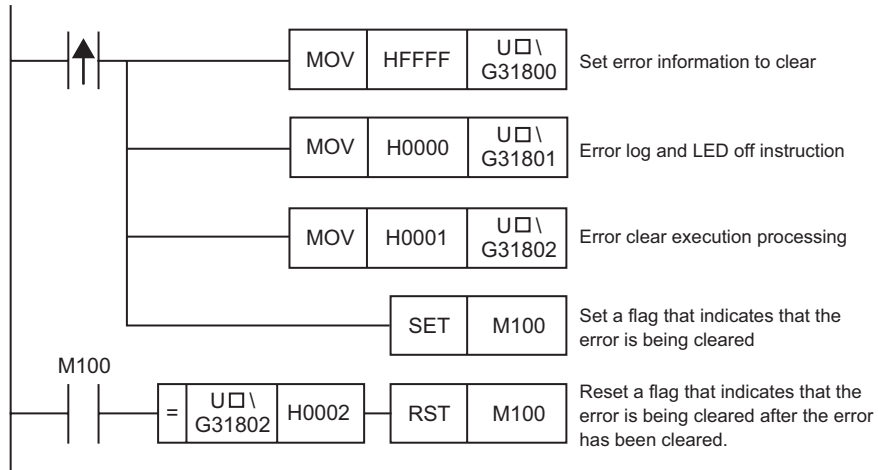 MOV HFFFF U□\ G31800 Set error information to clear
MOV H0000 U□\ G31801 Error log and LED off instruction
MOV H0001 U□\ G31802 Error clear execution processing
SET M100 Set a flag that indicates that the
error is being cleared
M100
= U□\ G31802 H0002 RST M100 Reset a flag that indicates that the
error is being cleared after the error
has been cleared.